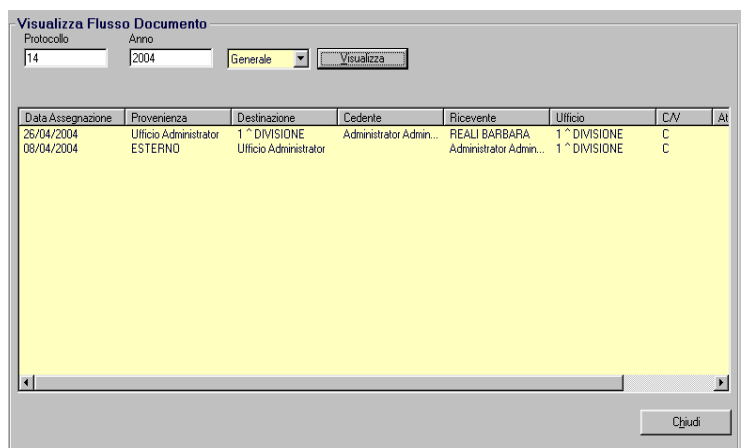 Visualizza Flusso Documento
Protocollo Anno
14 2004 Generale Visualizza
Data Assegnazione Provenienza Destinazione Cedente Ricevente Ufficio C/V At
26/04/2004 Ufficio Administrator 1 ^ DIVISIONE Administrator Admin... REALI BARBARA 1 ^ DIVISIONE C
08/04/2004 ESTERNO Ufficio Administrator Administrator Admin... 1 ^ DIVISIONE C
Chiudi